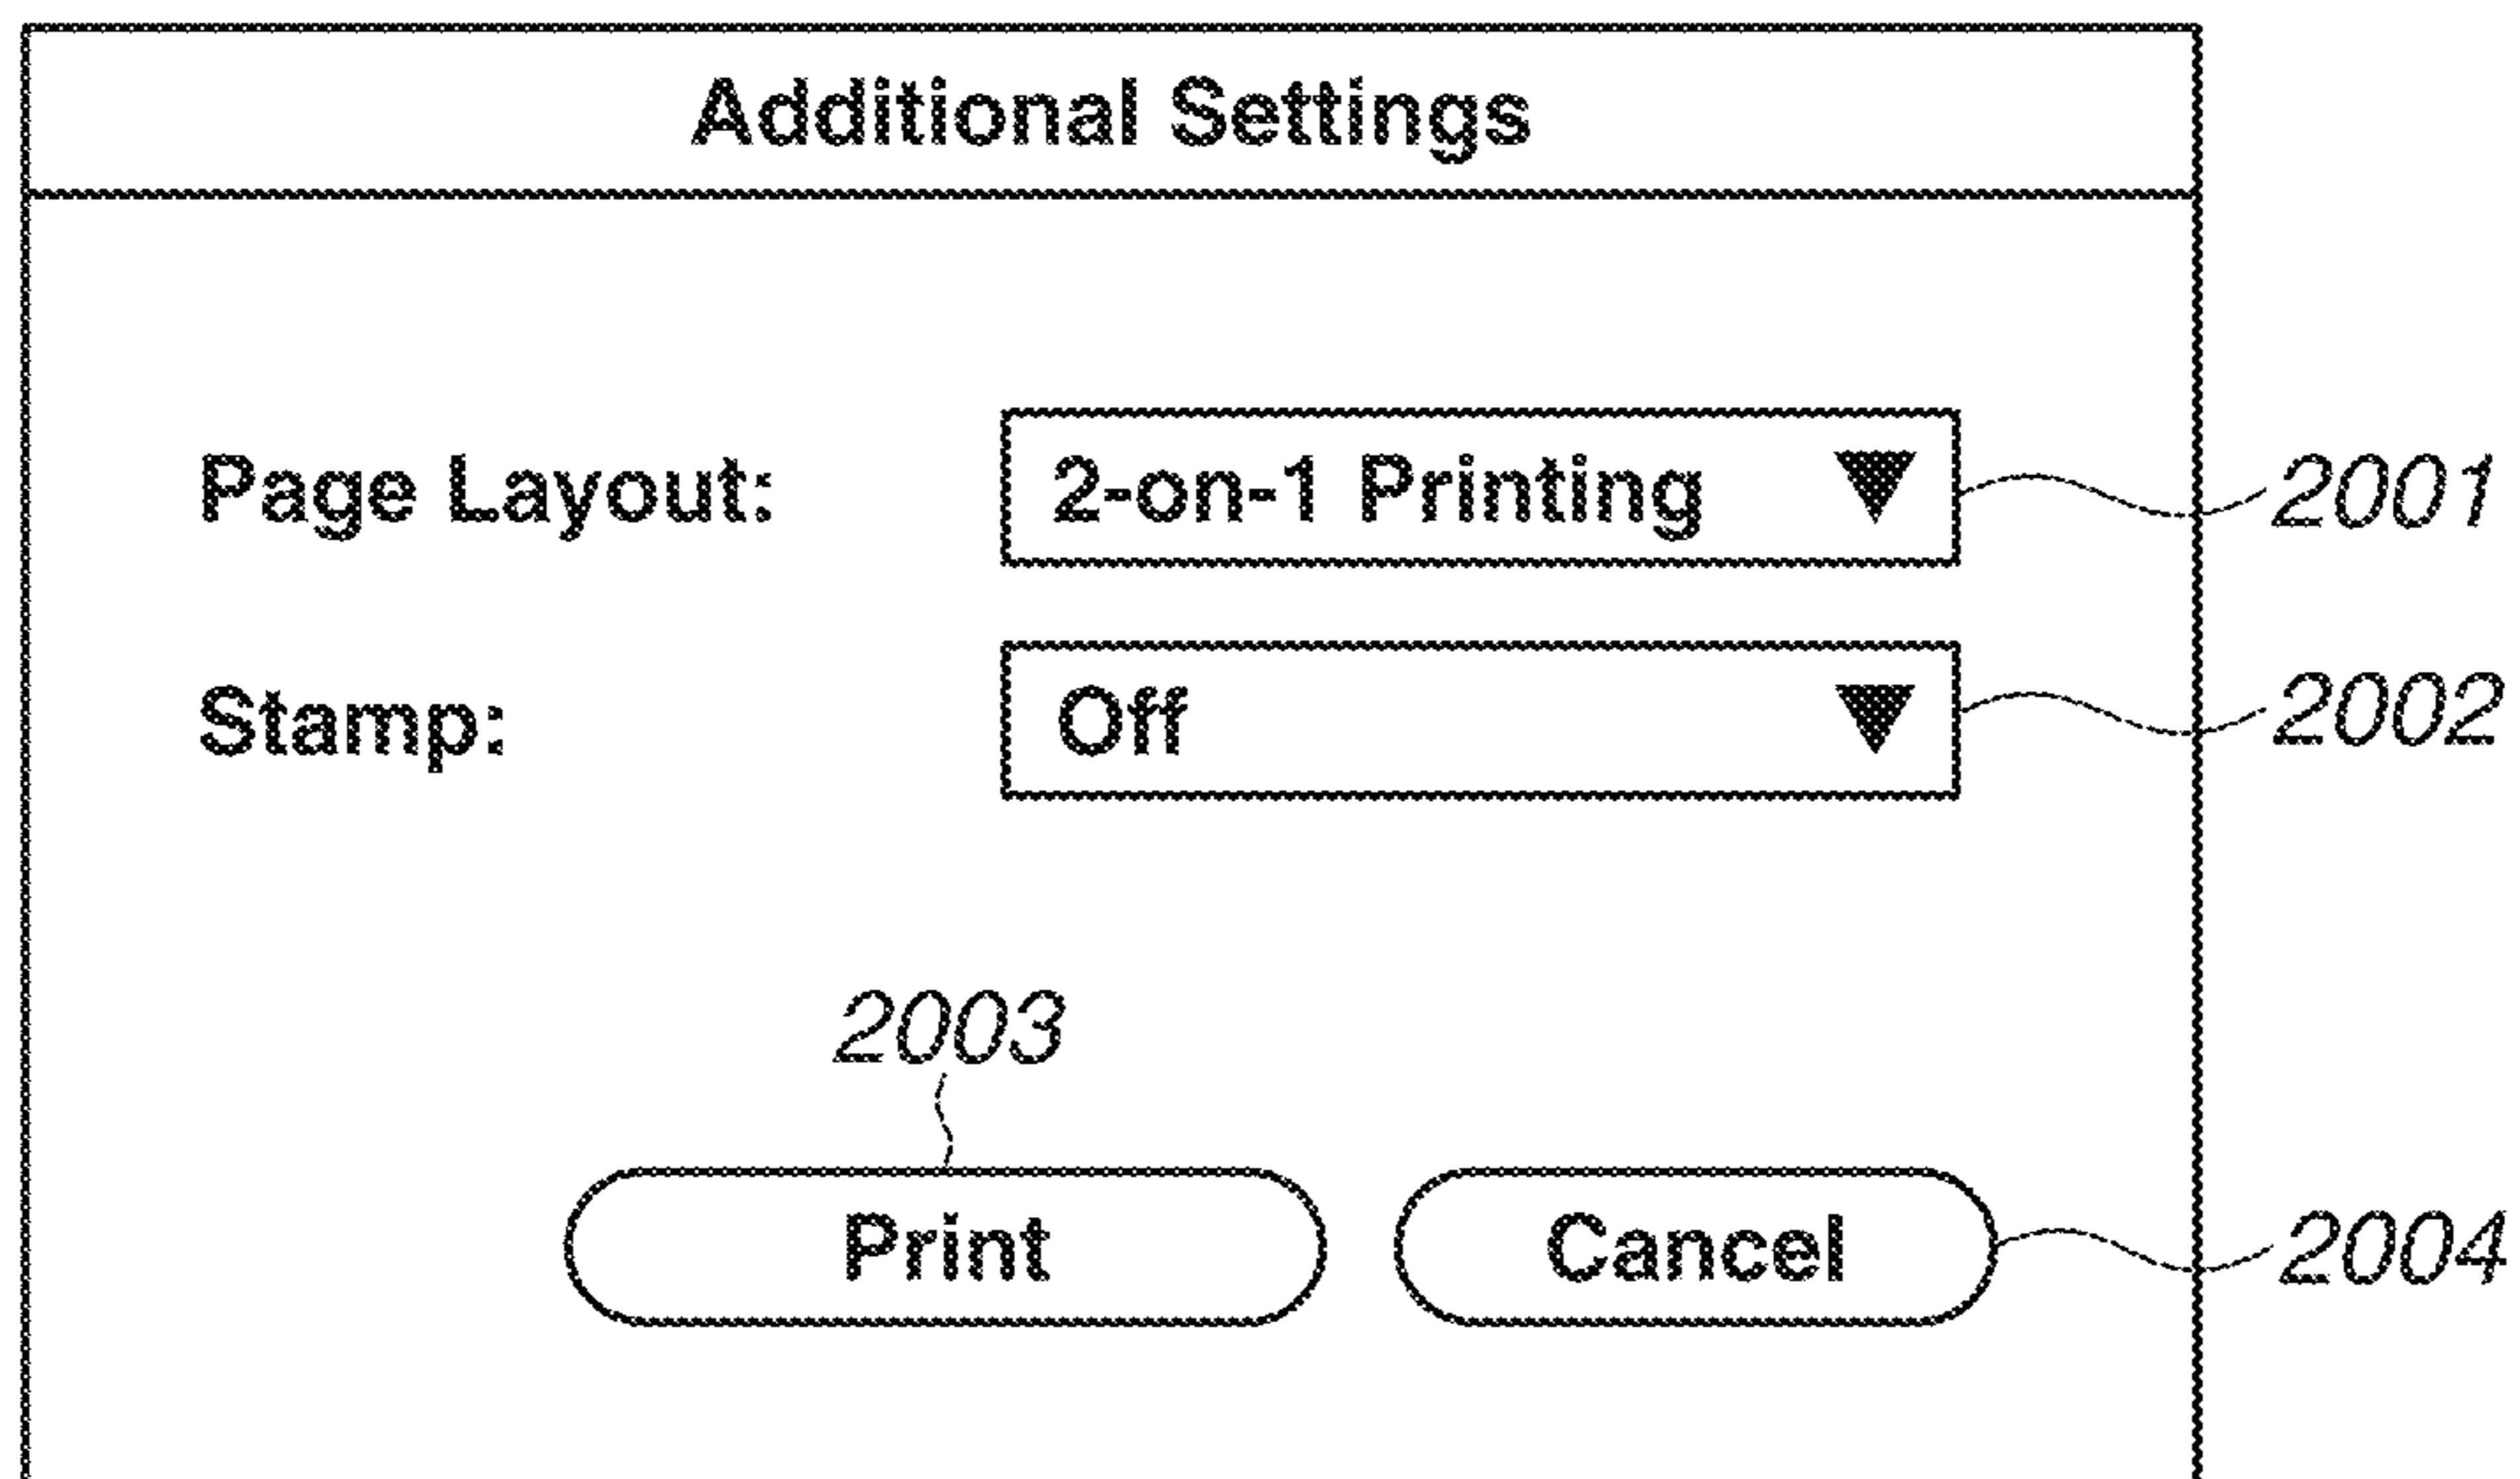 Additional Settings
Page Layout: 2-on-1 Printing 2001
Stamp: Off 2002
2003
Print Cancel 2004